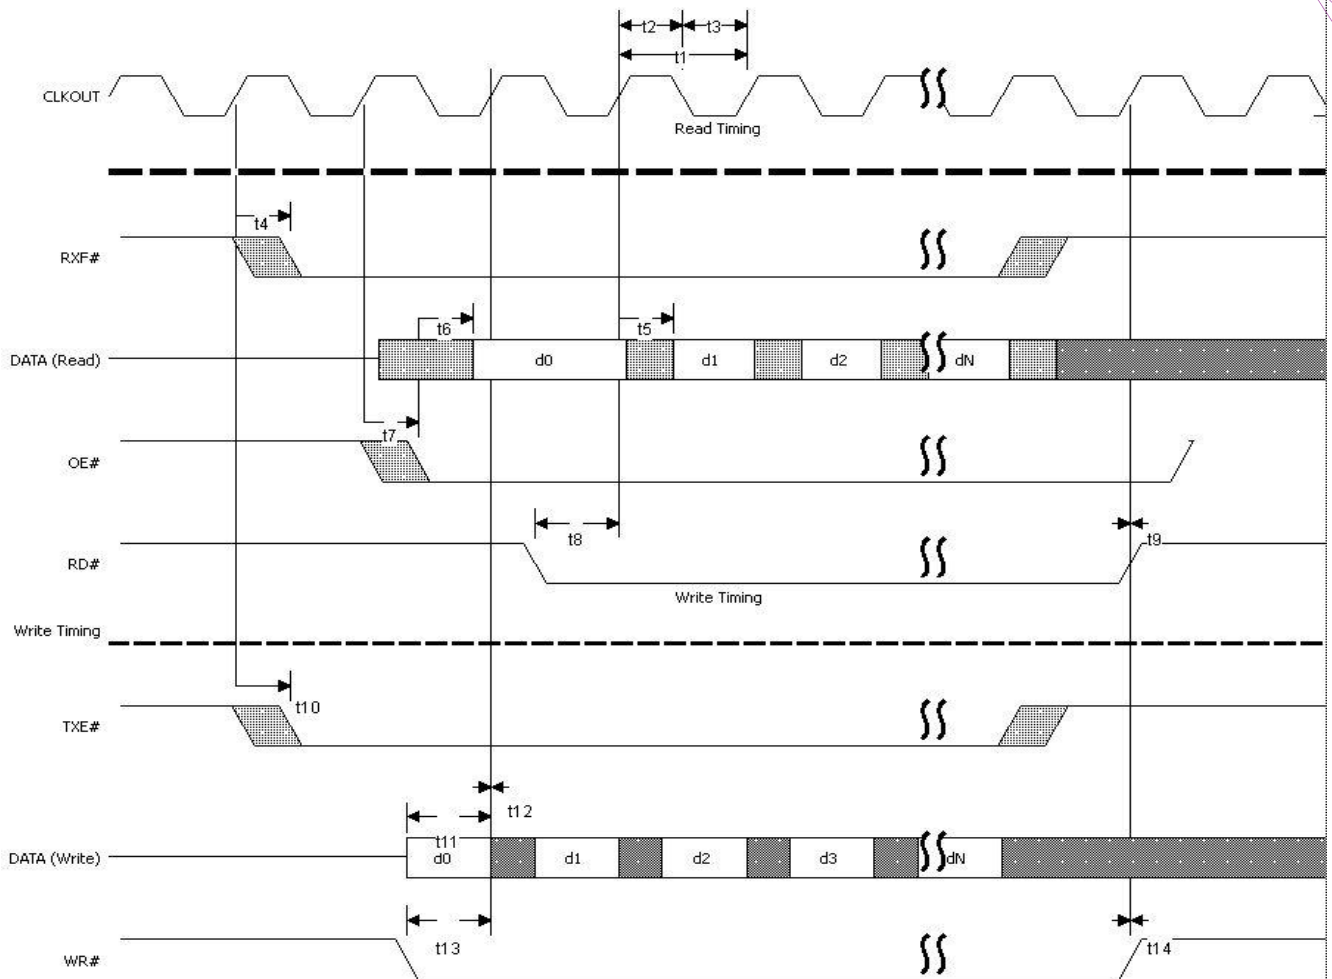 t2 t3
t1
CLKOUT
Read Timing
t4
RXF#
t6 t5
DATA (Read) d0 d1 d2 dN
t7
OE#
t8 t9
RD#
Write Timing
Write Timing
t10
TXE#
t12
t11
DATA (Write) d0 d1 d2 d3 dN
t13 t14
WR#